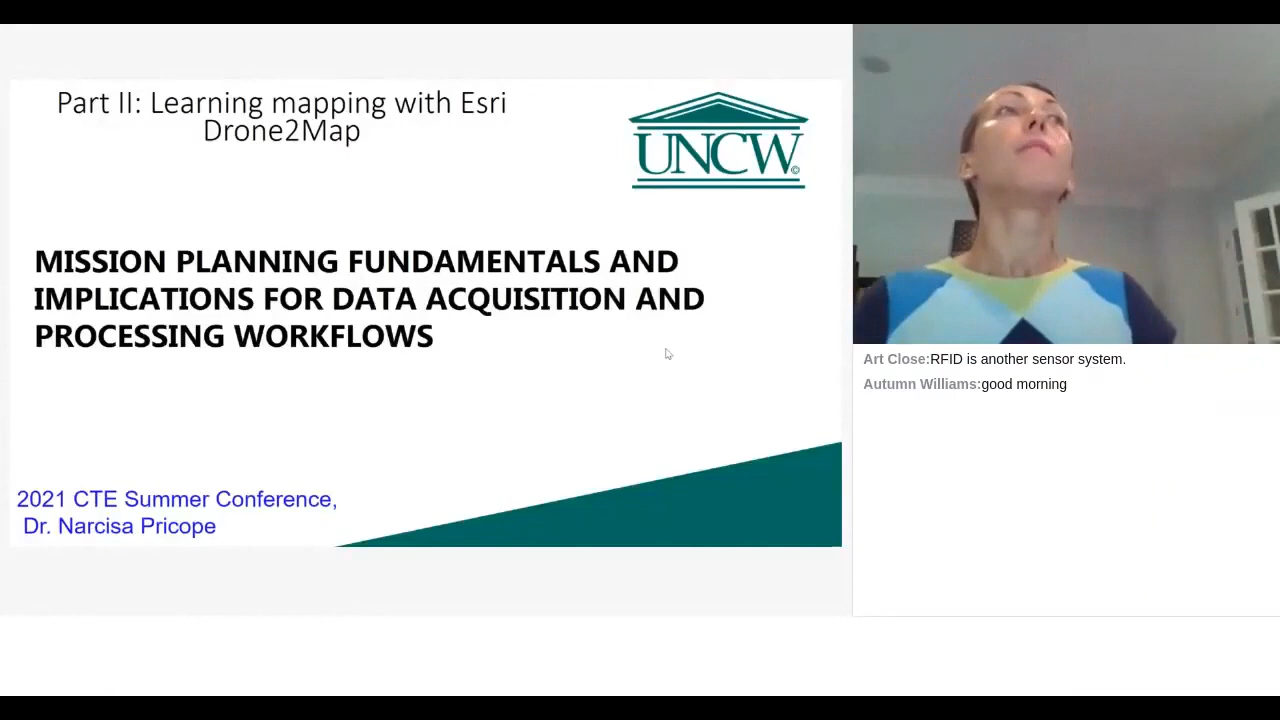 Part II: Learning mapping with Esri
Drone2Map
UNCW
©
MISSION PLANNING FUNDAMENTALS AND
IMPLICATIONS FOR DATA ACQUISITION AND
PROCESSING WORKFLOWS
2021 CTE Summer Conference,
Dr. Narcisa Pricope
Art Close:RFID is another sensor system.
Autumn Williams:good morning